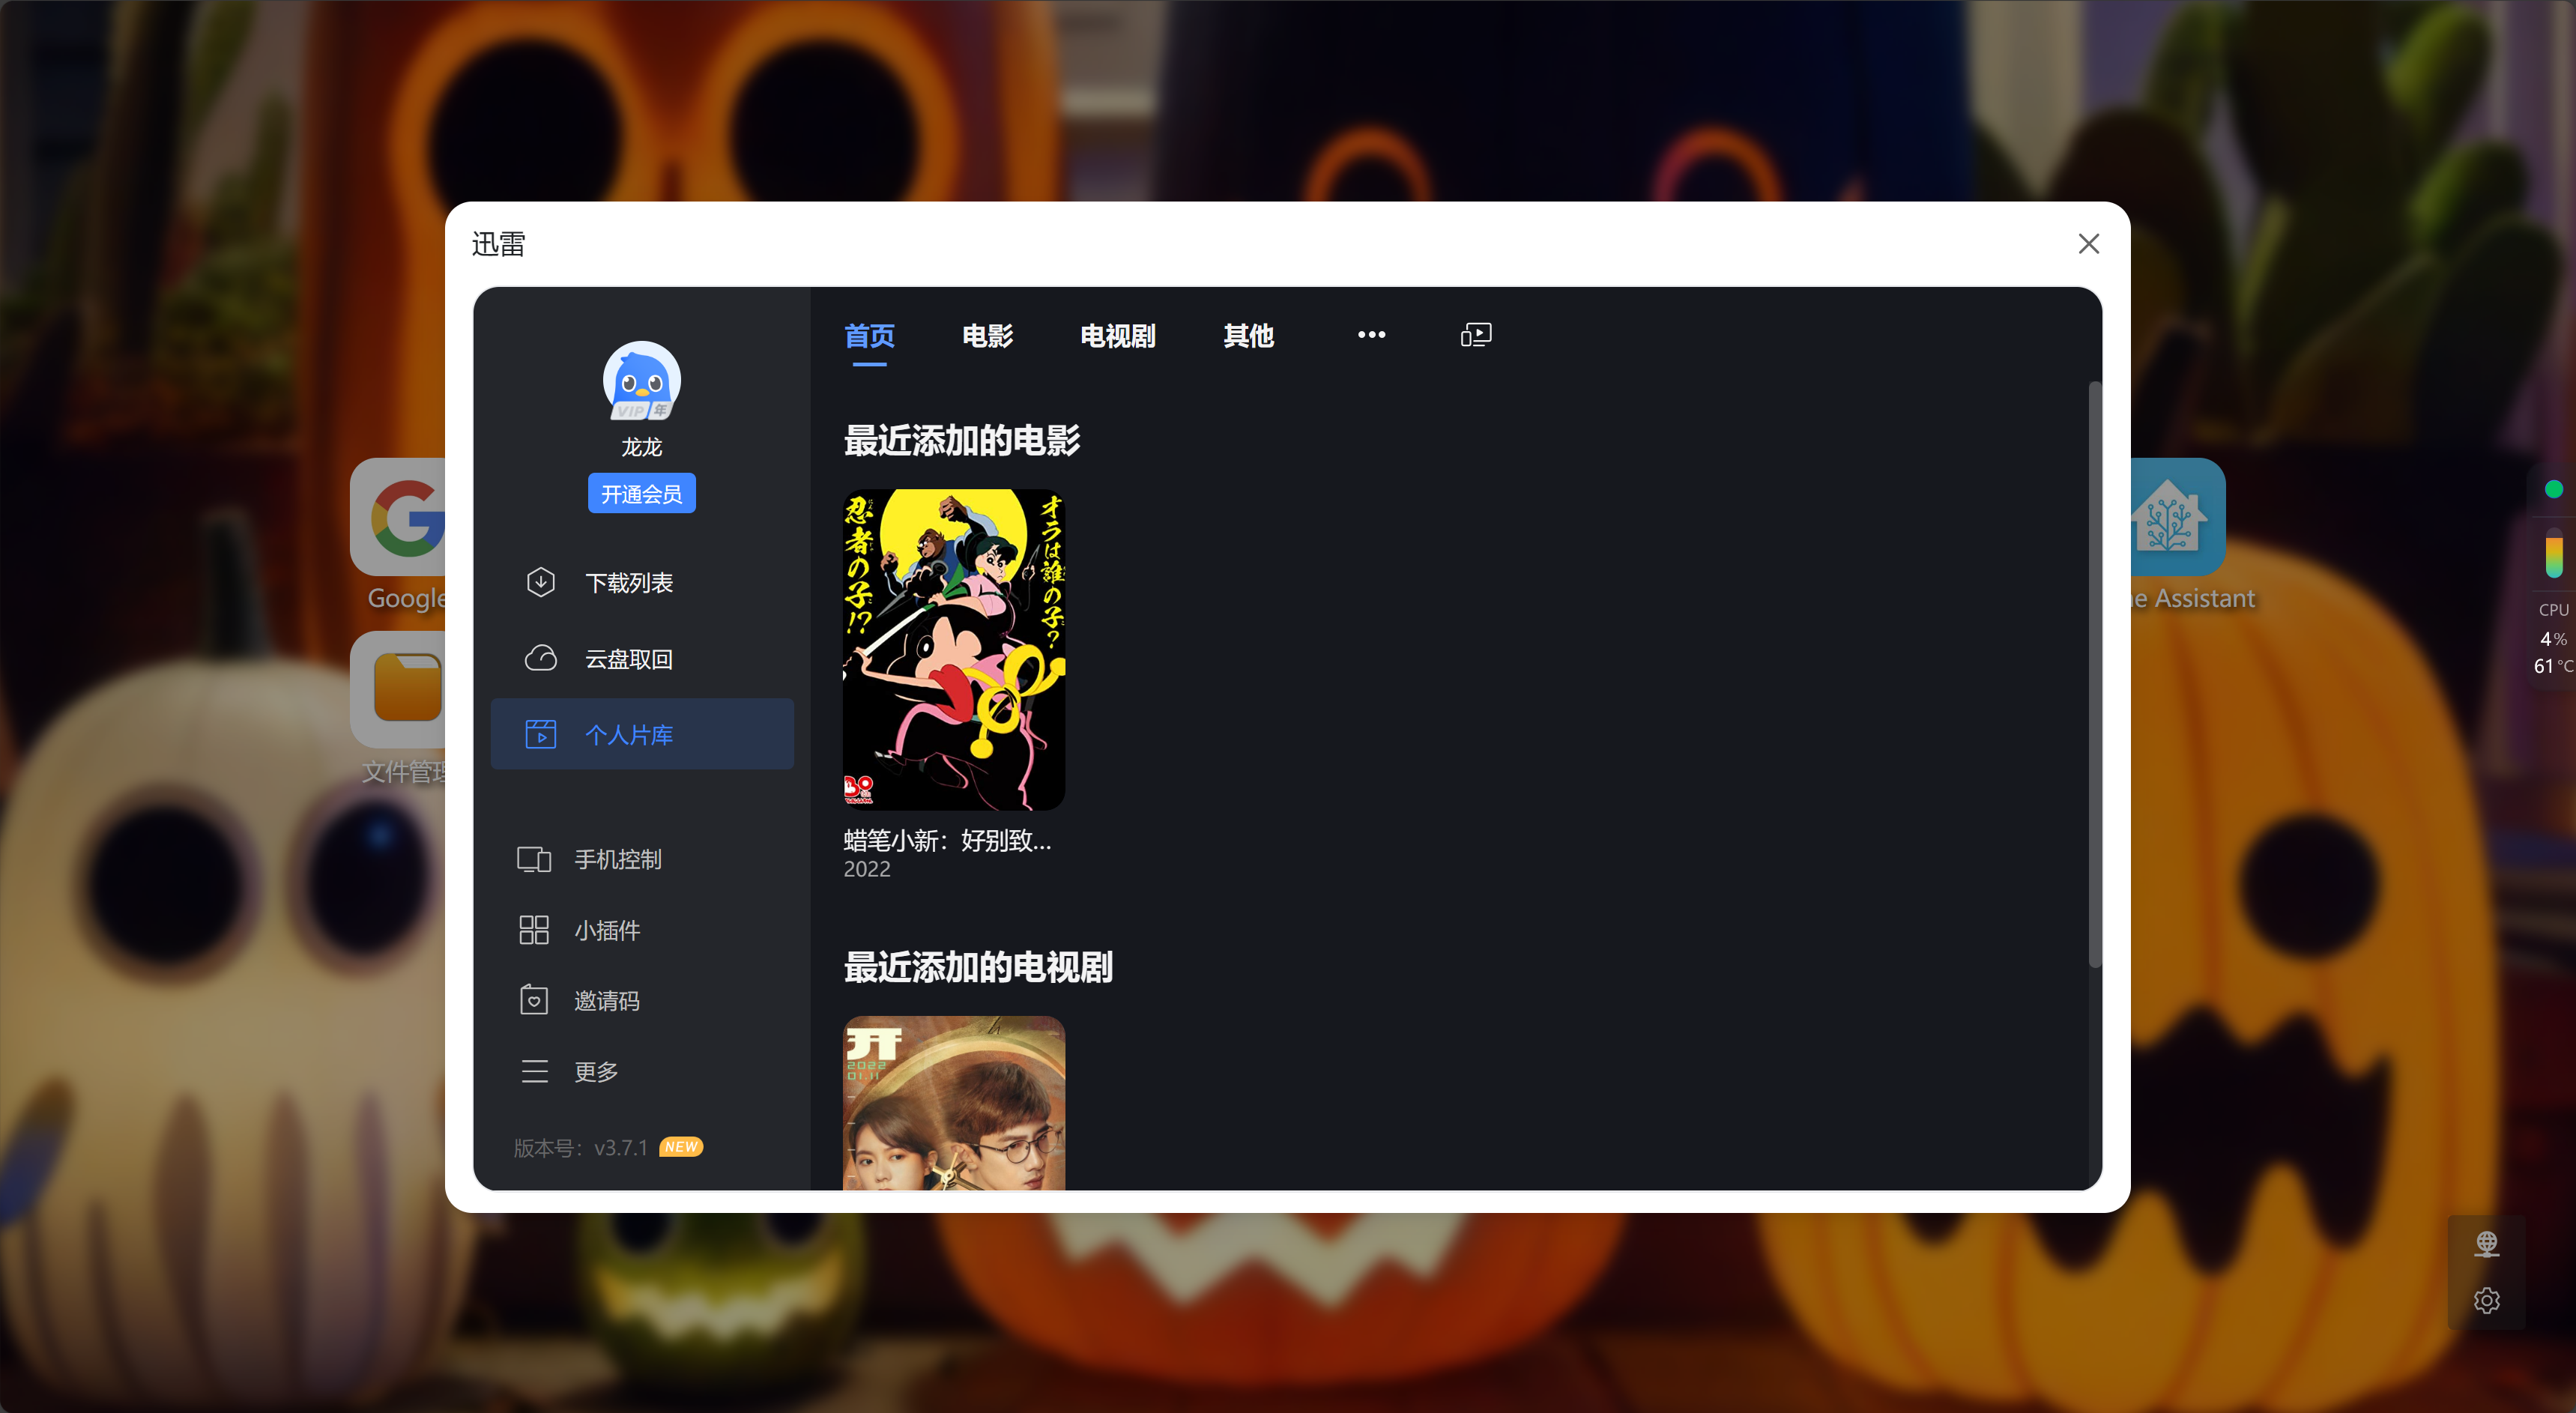 迅雷
VIP 年
龙龙
开通会员
下载列表
云盘取回
个人片库
手机控制
小插件
邀请码
更多
版本号：v3.7.1 NEW
首页 电影 电视剧 其他
最近添加的电影
忍者の子!?
オラは誰の子？
蜡笔小新：好别致...
2022
最近添加的电视剧
开
2022
01.11
Google
文件管理
e Assistant
CPU
4%
61°C